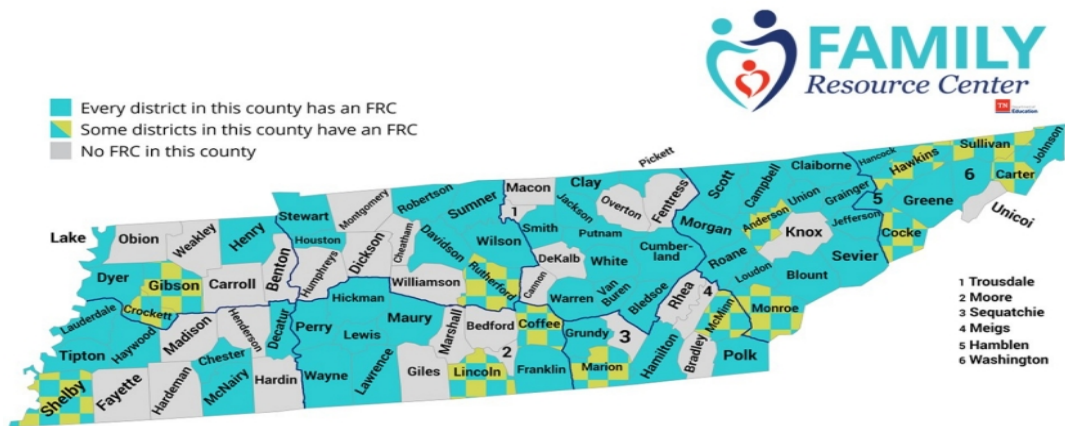 FAMILY
Resource Center
TN
Education
Every district in this county has an FRC
Some districts in this county have an FRC
No FRC in this county
Lake
Obion
Weakley
Henry
Stewart
Houston
Montgomery
Robertson
Sumner
Macon
1
Clay
Pickett
Jackson
Overton
Fentress
Scott
Campbell
Claiborne
Hancock
Hawkins
Sullivan
Johnson
Carter
6
Unicoi
Greene
5
Grainger
Union
Anderson
Morgan
Knox
Jefferson
Cocke
Sevier
Dyer
Gibson
Carroll
Benton
Humphreys
Dickson
Cheatham
Davidson
Wilson
Rutherford
Smith
Putnam
DeKalb
White
Cumber-
land
Cannon
Warren
Van
Buren
Bledsoe
Rhea
4
Roane
Loudon
Blount
Monroe
McMinn
Lauderdale
Crockett
Haywood
Madison
Henderson
Decatur
Perry
Hickman
Williamson
Lewis
Maury
Marshall
Bedford
Coffee
Grundy
3
Tipton
Chester
Shelby
Fayette
Hardeman
McNairy
Hardin
Wayne
Lawrence
Giles
Lincoln
2
Franklin
Marion
Hamilton
Bradley
Polk
1 Trousdale
2 Moore
3 Sequatchie
4 Meigs
5 Hamblen
6 Washington